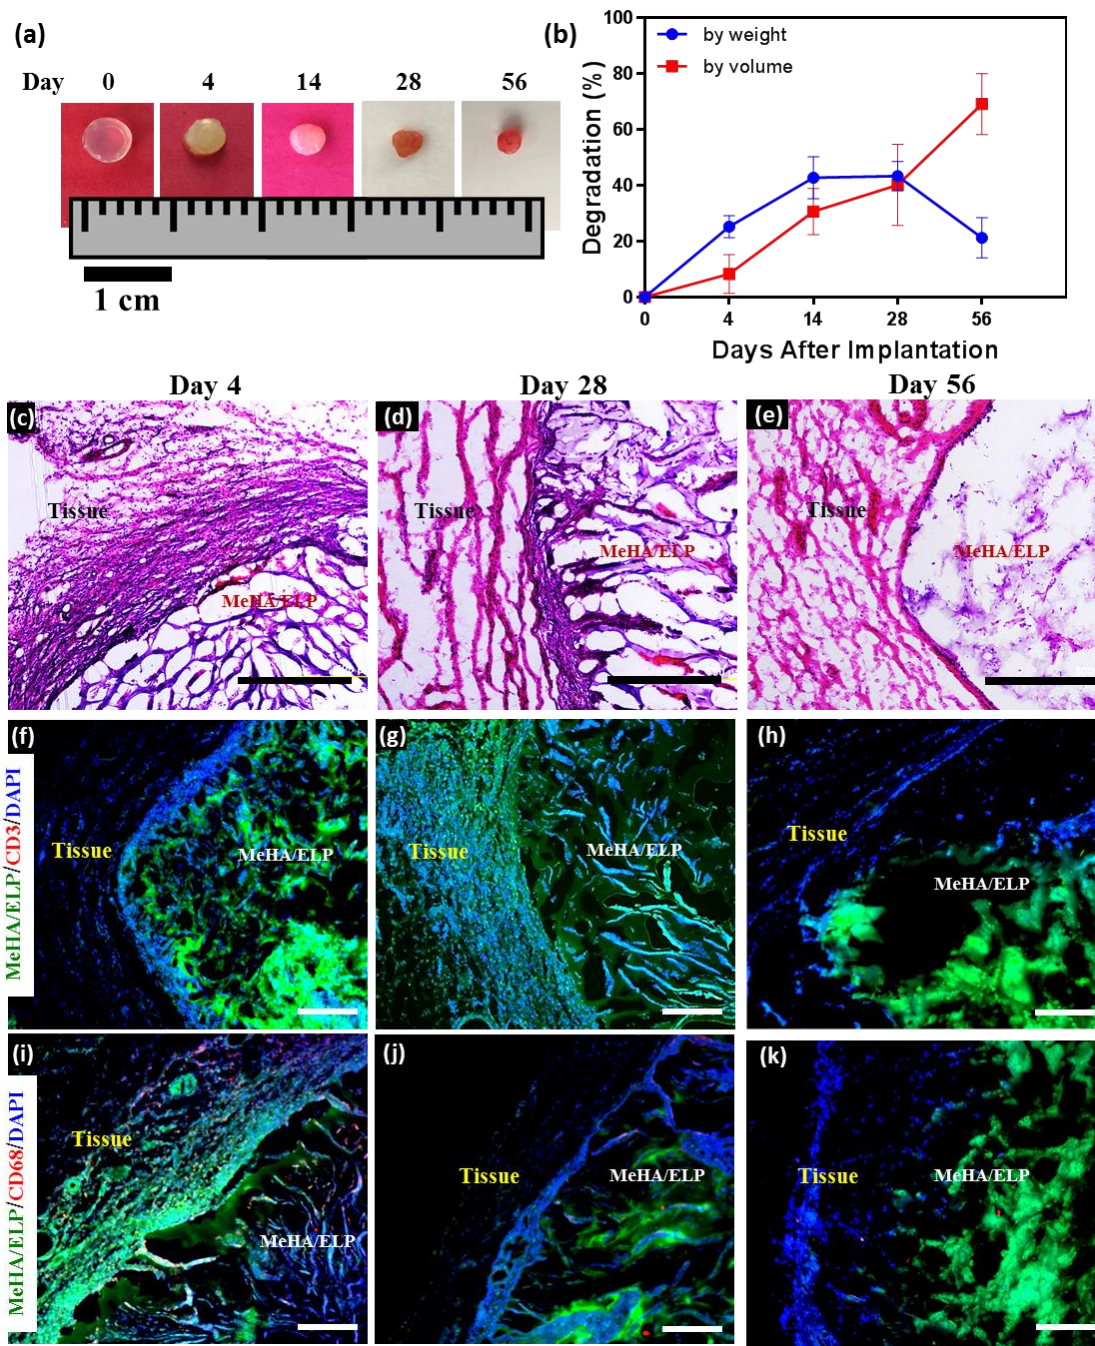 (a)
Day 0 4 14 28 56
1 cm
(b)
by weight
by volume
Degradation (%)
100
80
60
40
20
0
0 4 14 28 56
Days After Implantation
Day 4 Day 28 Day 56
(c)
Tissue
MeHA/ELP
(d)
Tissue
MeHA/ELP
(e)
Tissue
MeHA/ELP
MeHA/ELP/CD3/DAPI
(f)
Tissue
MeHA/ELP
(g)
Tissue
MeHA/ELP
(h)
Tissue
MeHA/ELP
MeHA/ELP/CD68/DAPI
(i)
Tissue
MeHA/ELP
(j)
Tissue
MeHA/ELP
(k)
Tissue
MeHA/ELP